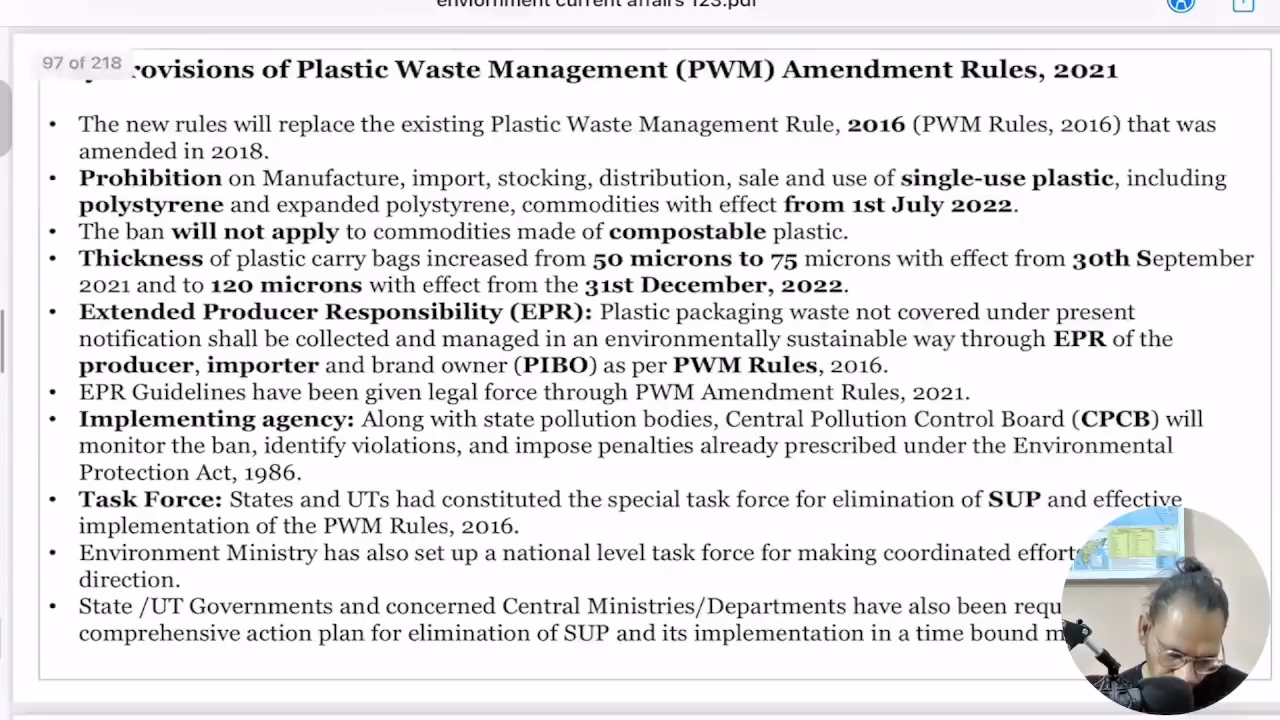 enviornment current affairs 123.pdf
97 of 218
rovisions of Plastic Waste Management (PWM) Amendment Rules, 2021
• The new rules will replace the existing Plastic Waste Management Rule, 2016 (PWM Rules, 2016) that was
amended in 2018.
• Prohibition on Manufacture, import, stocking, distribution, sale and use of single-use plastic, including
polystyrene and expanded polystyrene, commodities with effect from 1st July 2022.
• The ban will not apply to commodities made of compostable plastic.
• Thickness of plastic carry bags increased from 50 microns to 75 microns with effect from 30th September
2021 and to 120 microns with effect from the 31st December, 2022.
• Extended Producer Responsibility (EPR): Plastic packaging waste not covered under present
notification shall be collected and managed in an environmentally sustainable way through EPR of the
producer, importer and brand owner (PIBO) as per PWM Rules, 2016.
• EPR Guidelines have been given legal force through PWM Amendment Rules, 2021.
• Implementing agency: Along with state pollution bodies, Central Pollution Control Board (CPCB) will
monitor the ban, identify violations, and impose penalties already prescribed under the Environmental
Protection Act, 1986.
• Task Force: States and UTs had constituted the special task force for elimination of SUP and effective
implementation of the PWM Rules, 2016.
• Environment Ministry has also set up a national level task force for making coordinated effort
direction.
• State /UT Governments and concerned Central Ministries/Departments have also been requ
comprehensive action plan for elimination of SUP and its implementation in a time bound m